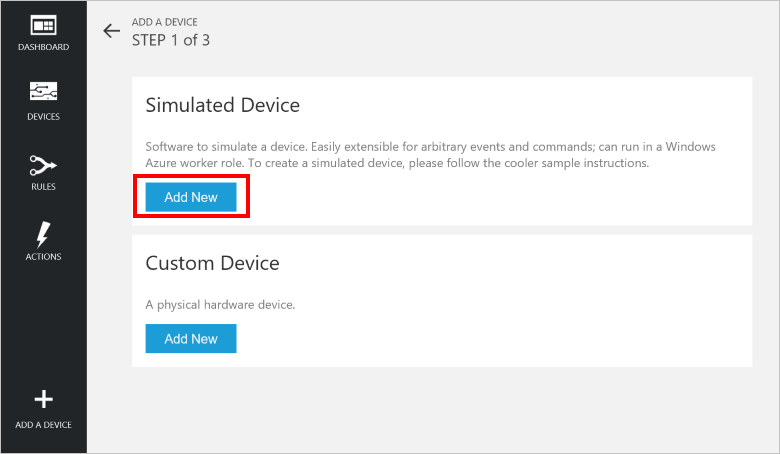 DASHBOARD
DEVICES
RULES
ACTIONS
ADD A DEVICE
ADD A DEVICE
STEP 1 of 3
Simulated Device
Software to simulate a device. Easily extensible for arbitrary events and commands; can run in a Windows
Azure worker role. To create a simulated device, please follow the cooler sample instructions.
Add New
Custom Device
A physical hardware device.
Add New